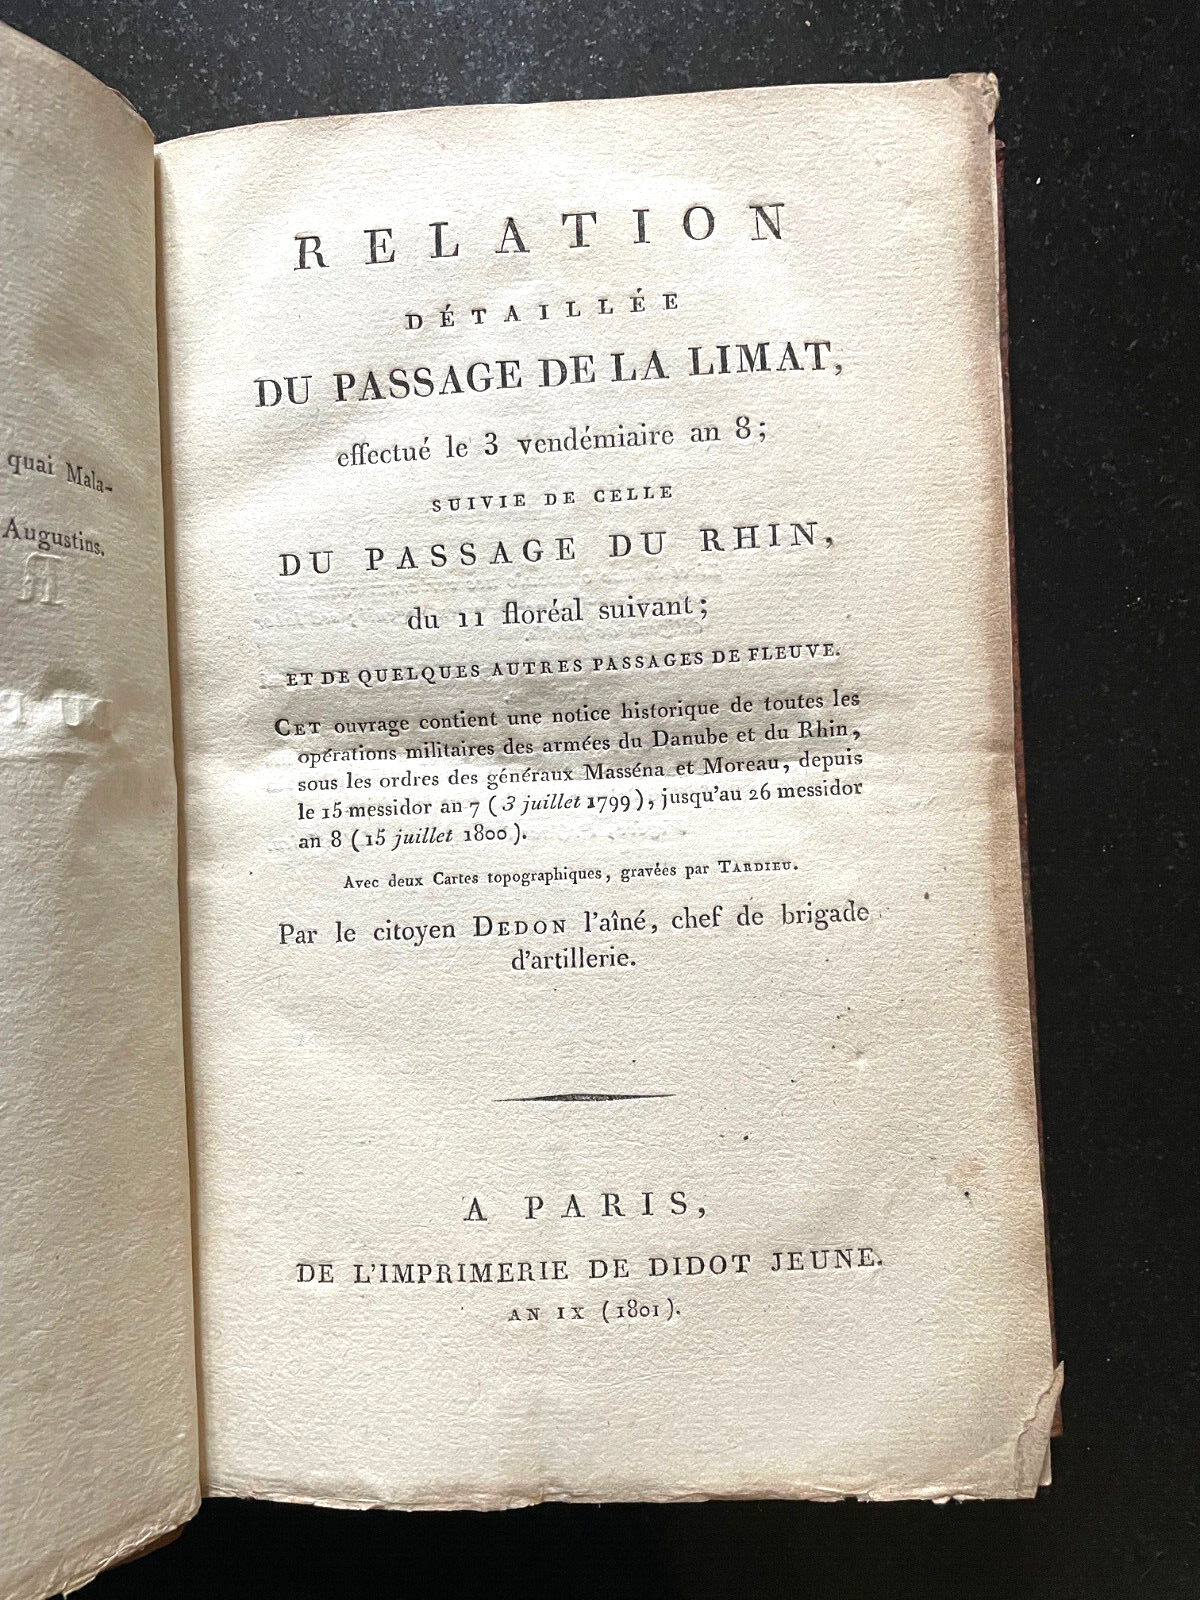 quai Mala-
Augustins.
RELATION
DÉTAILLÉE
DU PASSAGE DE LA LIMAT,
effectué le 3 vendémiaire an 8;
SUIVIE DE CELLE
DU PASSAGE DU RHIN,
du 11 floréal suivant;
ET DE QUELQUES AUTRES PASSAGES DE FLEUVE.
CET ouvrage contient une notice historique de toutes les
opérations militaires des armées du Danube et du Rhin,
sous les ordres des généraux Masséna et Moreau, depuis
le 15 messidor an 7 (3 juillet 1799), jusqu'au 26 messidor
an 8 (15 juillet 1800).
Avec deux Cartes topographiques, gravées par TARDIEU.
Par le citoyen DEDON l'aîné, chef de brigade
d'artillerie.
A PARIS,
DE L'IMPRIMERIE DE DIDOT JEUNE.
AN IX (1801).